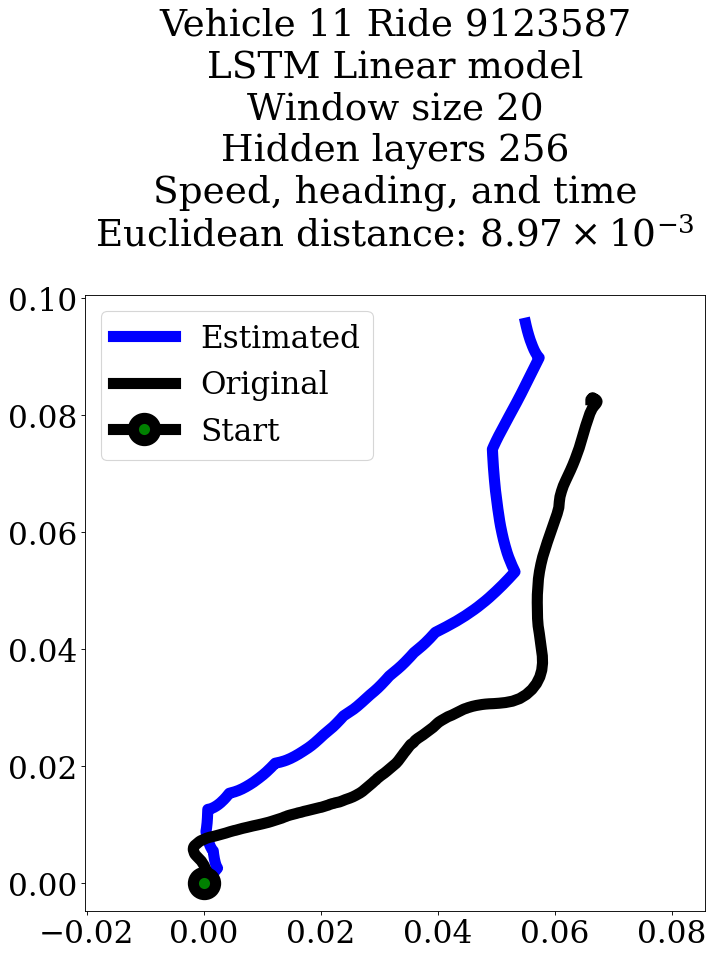 Vehicle 11 Ride 9123587
LSTM Linear model
Window size 20
Hidden layers 256
Speed, heading, and time
Euclidean distance: 8.97 × 10⁻³
0.10
0.08
0.06
0.04
0.02
0.00
Estimated
Original
Start
−0.02 0.00 0.02 0.04 0.06 0.08